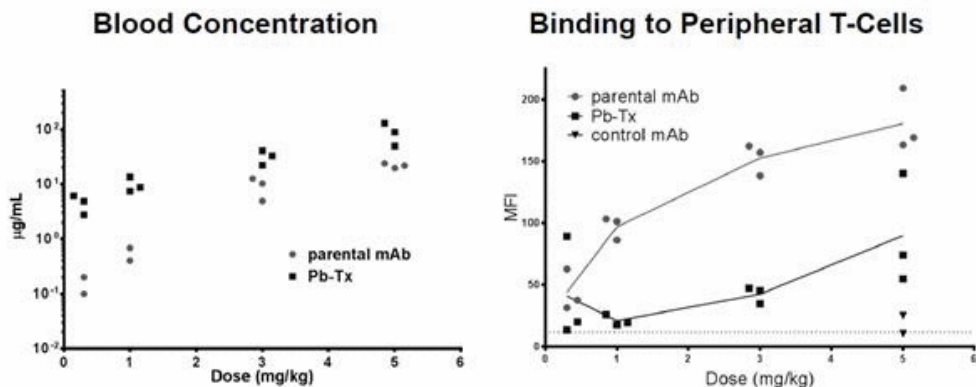 Blood Concentration
µg/mL
10²
10¹
10⁰
10⁻¹
10⁻²
parental mAb
Pb-Tx
0 1 2 3 4 5 6
Dose (mg/kg)
Binding to Peripheral T-Cells
MFI
200
150
100
50
0
parental mAb
Pb-Tx
control mAb
0 1 2 3 4 5 6
Dose (mg/kg)